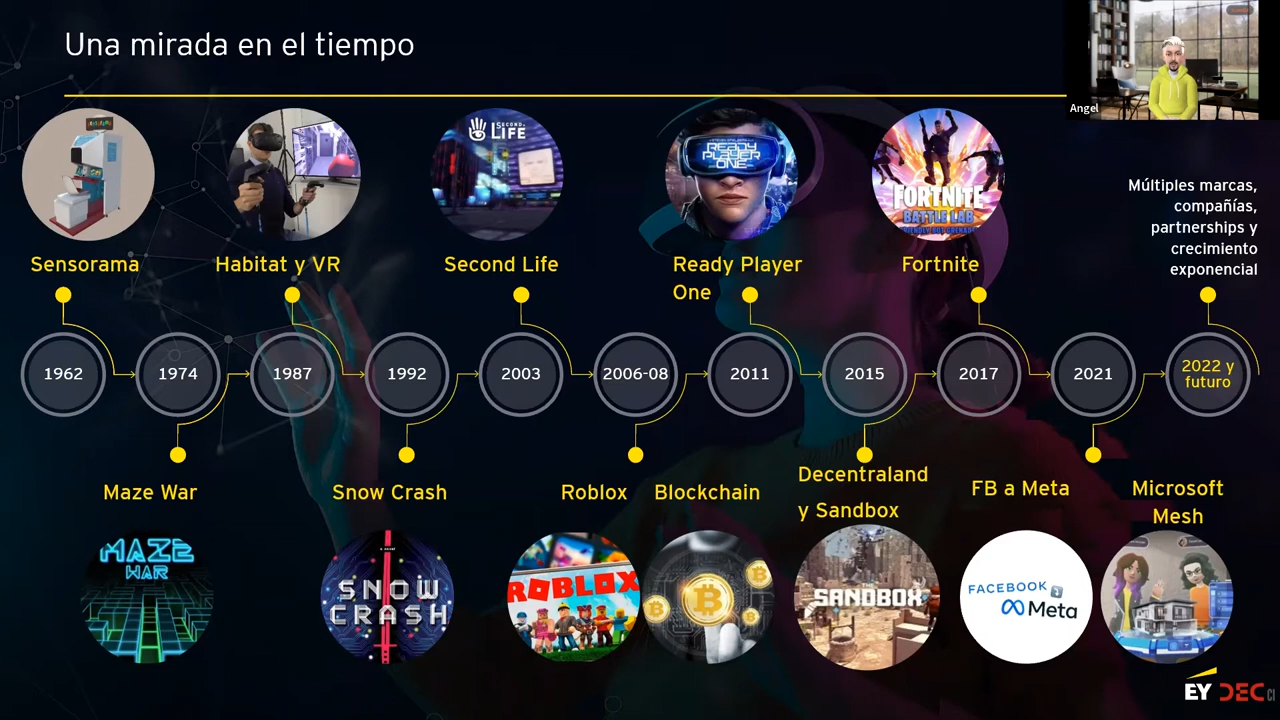 Una mirada en el tiempo
Angel
SECOND
LIFE
READY
PLAYER
ONE
FORTNITE
BATTLE LAB
Múltiples marcas,
compañías,
partnerships y
crecimiento
exponencial
Sensorama
Habitat y VR
Second Life
Ready Player
One
Fortnite
1962
1974
1987
1992
2003
2006-08
2011
2015
2017
2021
2022 y
futuro
Maze War
Snow Crash
Roblox
Blockchain
Decentraland
y Sandbox
FB a Meta
Microsoft
Mesh
MAZE
WAR
SNOW
CRASH
ROBLOX
SANDBOX
FACEBOOK
Meta
EY DEC